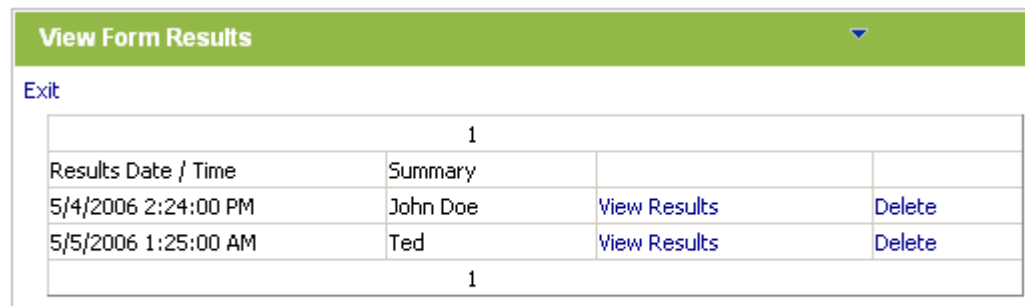 View Form Results
Exit
1
Results Date / Time Summary
5/4/2006 2:24:00 PM John Doe View Results Delete
5/5/2006 1:25:00 AM Ted View Results Delete
1